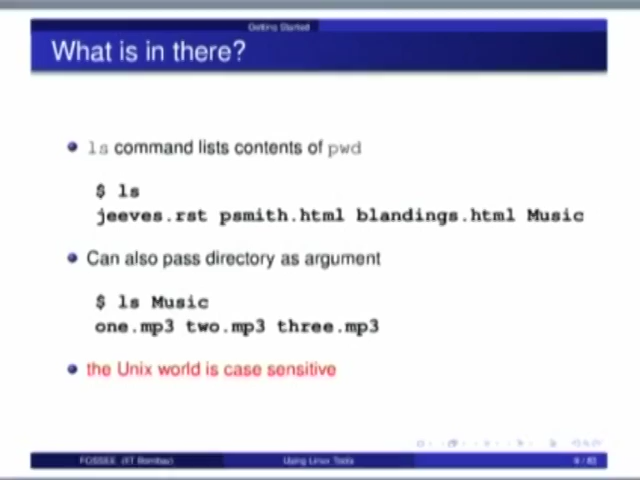 Getting Started
What is in there?
ls command lists contents of pwd
$ ls
jeeves.rst psmith.html blandings.html Music
Can also pass directory as argument
$ ls Music
one.mp3 two.mp3 three.mp3
the Unix world is case sensitive
FOSSEE (IIT Bombay) Using Linux Tools